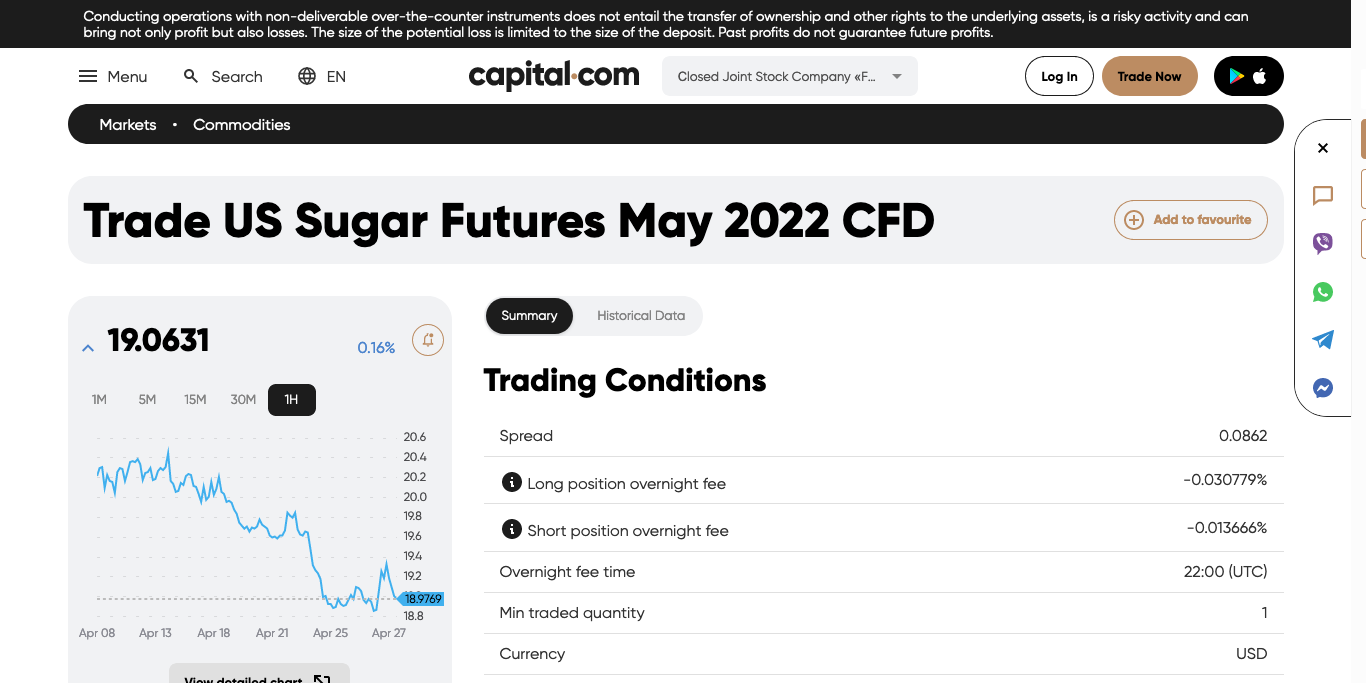 Conducting operations with non-deliverable over-the-counter instruments does not entail the transfer of ownership and other rights to the underlying assets, is a risky activity and can
bring not only profit but also losses. The size of the potential loss is limited to the size of the deposit. Past profits do not guarantee future profits.
Menu Search EN capital.com Closed Joint Stock Company «F... Log In Trade Now
Markets • Commodities
Trade US Sugar Futures May 2022 CFD Add to favourite
19.0631 0.16%
1M 5M 15M 30M 1H
20.6
20.4
20.2
20.0
19.8
19.6
19.4
19.2
18.9769
18.8
Apr 08 Apr 13 Apr 18 Apr 21 Apr 25 Apr 27
View detailed chart
Summary Historical Data
Trading Conditions
Spread 0.0862
Long position overnight fee -0.030779%
Short position overnight fee -0.013666%
Overnight fee time 22:00 (UTC)
Min traded quantity 1
Currency USD